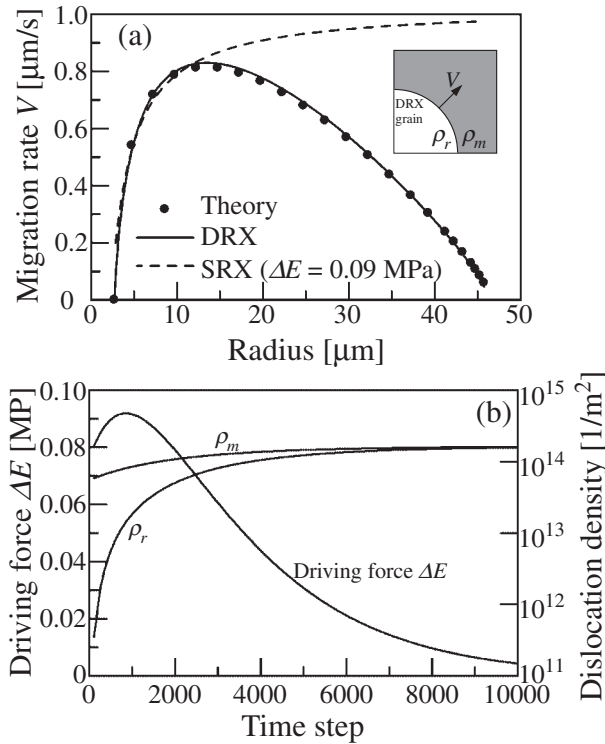 (a)
Migration rate V [μm/s]
1.0
0.8
0.6
0.4
0.2
0
V
DRX
grain
ρr ρm
Theory
DRX
SRX (ΔE = 0.09 MPa)
0 10 20 30 40 50
Radius [μm]
(b)
Driving force ΔE [MP]
0.10
0.08
0.06
0.04
0.02
0
ρm
ρr
Driving force ΔE
10^15
10^14
10^13
10^12
10^11
Dislocation density [1/m²]
0 2000 4000 6000 8000 10000
Time step